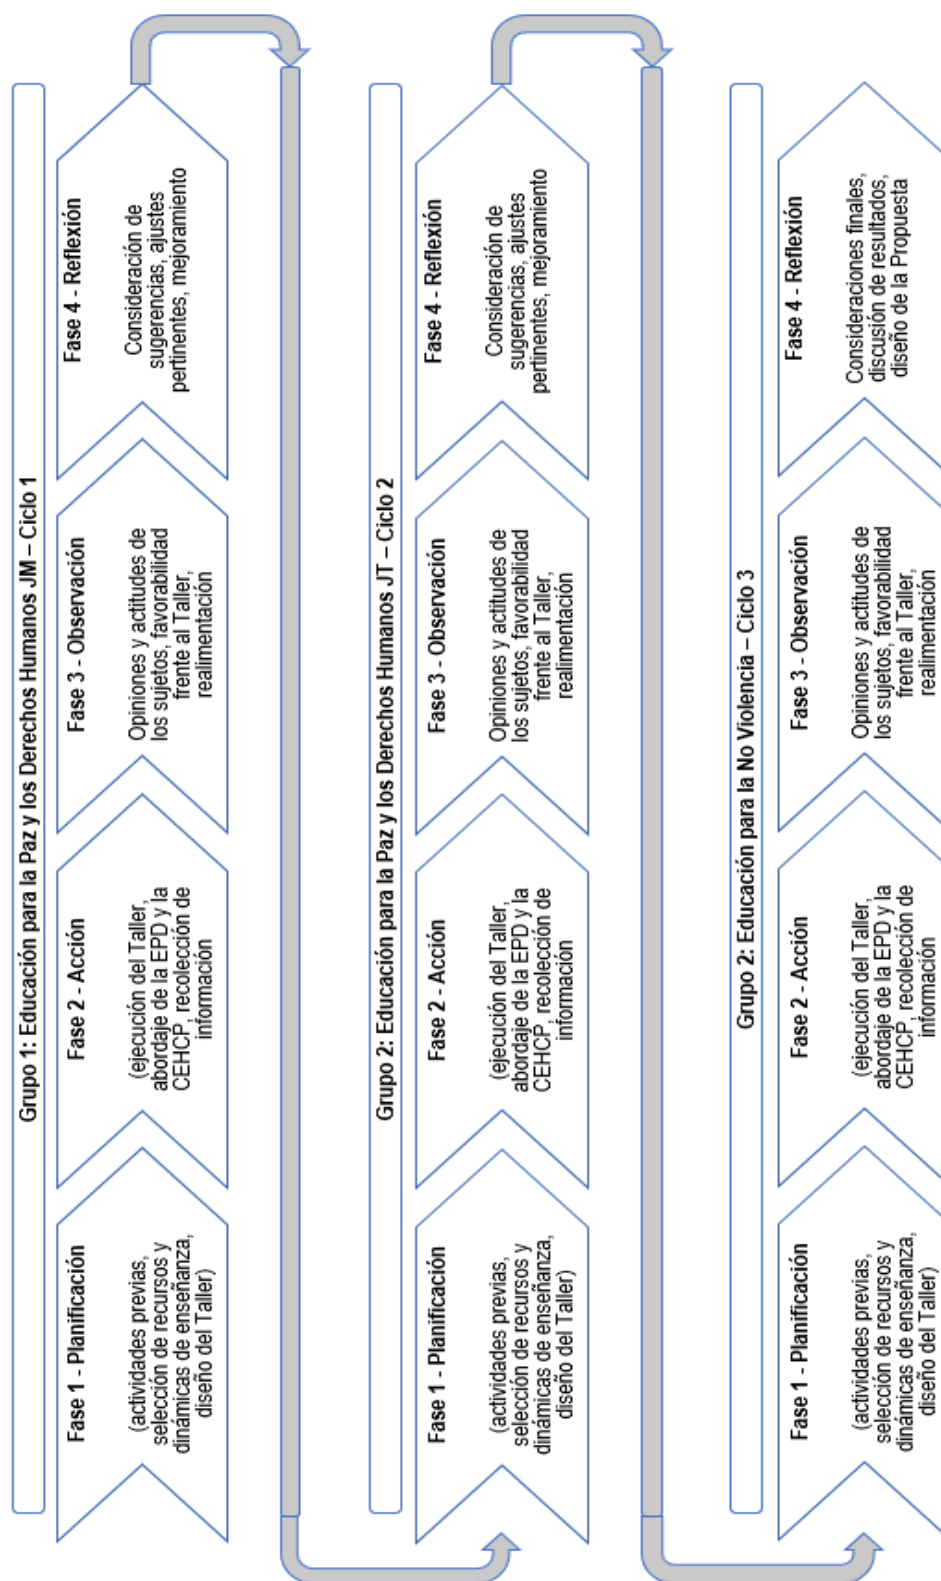 Grupo 1: Educación para la Paz y los Derechos Humanos JM – Ciclo 1
Fase 1 - Planificación
(actividades previas,
selección de recursos y
dinámicas de enseñanza,
diseño del Taller)
Fase 2 - Acción
(ejecución del Taller,
abordaje de la EPD y la
CEHCP, recolección de
información
Fase 3 - Observación
Opiniones y actitudes de
los sujetos, favorabilidad
frente al Taller,
realimentación
Fase 4 - Reflexión
Consideración de
sugerencias, ajustes
pertinentes, mejoramiento
Grupo 2: Educación para la Paz y los Derechos Humanos JT – Ciclo 2
Fase 1 - Planificación
(actividades previas,
selección de recursos y
dinámicas de enseñanza,
diseño del Taller)
Fase 2 - Acción
(ejecución del Taller,
abordaje de la EPD y la
CEHCP, recolección de
información
Fase 3 - Observación
Opiniones y actitudes de
los sujetos, favorabilidad
frente al Taller,
realimentación
Fase 4 - Reflexión
Consideración de
sugerencias, ajustes
pertinentes, mejoramiento
Grupo 2: Educación para la No Violencia – Ciclo 3
Fase 1 - Planificación
(actividades previas,
selección de recursos y
dinámicas de enseñanza,
diseño del Taller)
Fase 2 - Acción
(ejecución del Taller,
abordaje de la EPD y la
CEHCP, recolección de
información
Fase 3 - Observación
Opiniones y actitudes de
los sujetos, favorabilidad
frente al Taller,
realimentación
Fase 4 - Reflexión
Consideraciones finales,
discusión de resultados,
diseño de la Propuesta